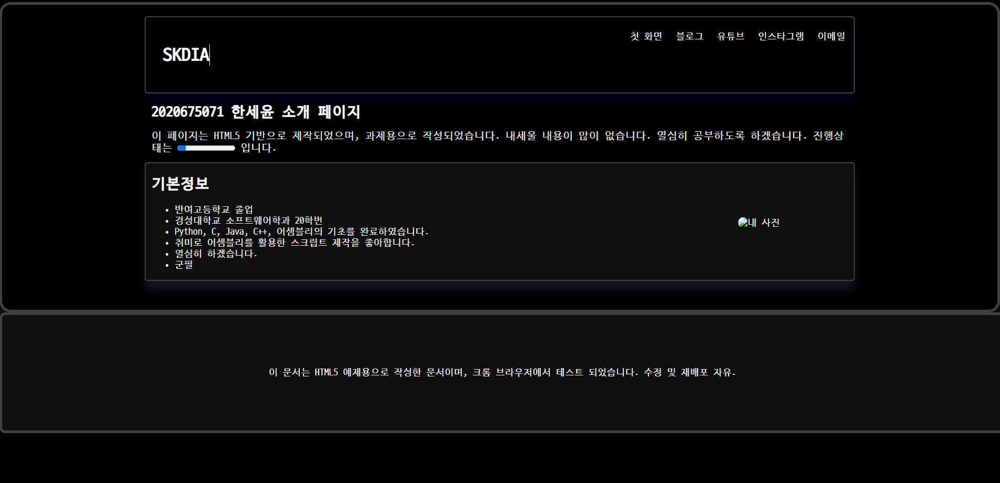 첫 화면 블로그 유튜브 인스타그램 이메일
SKDIA
2020675071 한세윤 소개 페이지
이 페이지는 HTML5 기반으로 제작되었으며, 과제용으로 작성되었습니다. 내세울 내용이 많이 없습니다. 열심히 공부하도록 하겠습니다. 진행상
태는 입니다.
기본정보
• 반여고등학교 졸업
• 경성대학교 소프트웨어학과 20학번
• Python, C, Java, C++, 어셈블리의 기초를 완료하였습니다.
• 취미로 어셈블리를 활용한 스크립트 제작을 좋아합니다.
• 열심히 하겠습니다.
• 군필
내 사진
이 문서는 HTML5 예제용으로 작성한 문서이며, 크롬 브라우저에서 테스트 되었습니다. 수정 및 재배포 자유.